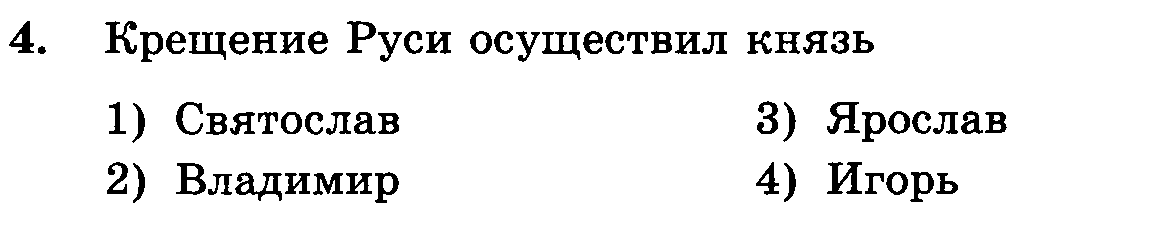 4. Крещение Руси осуществил князь
1) Святослав 3) Ярослав
2) Владимир 4) Игорь